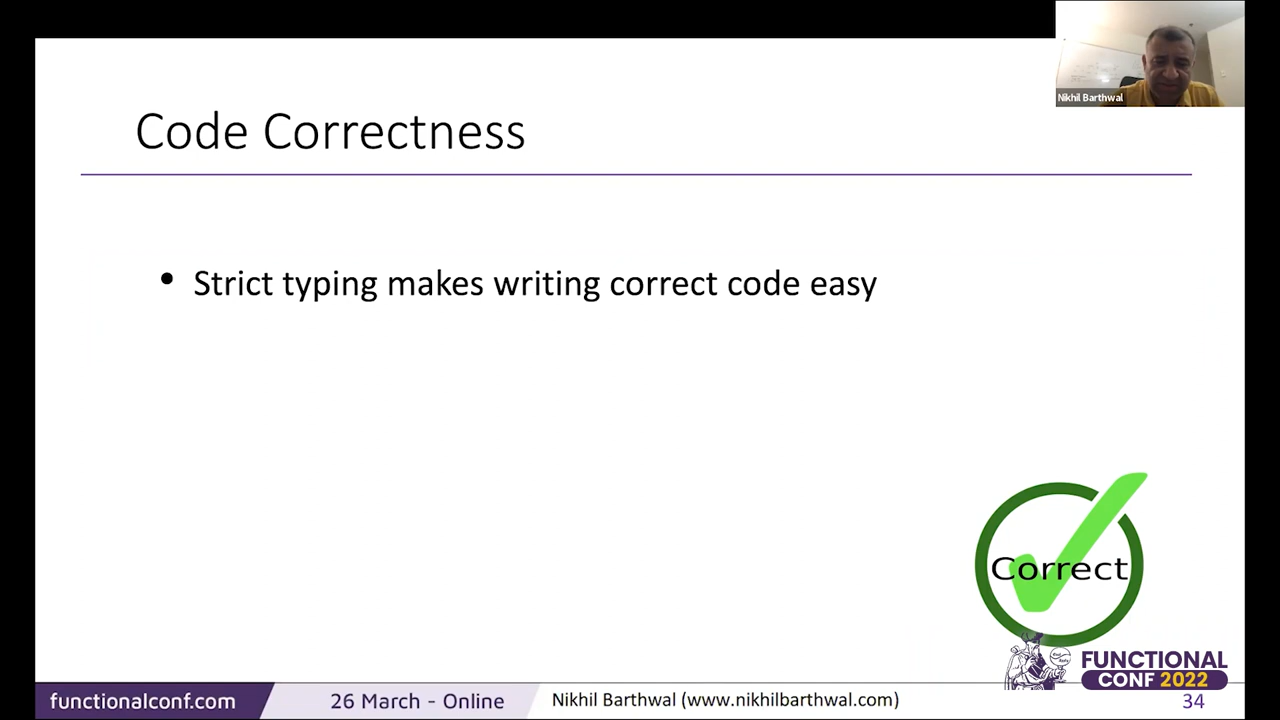 Nikhil Barthwal
Code Correctness
• Strict typing makes writing correct code easy
Correct
FUNCTIONAL
CONF 2022
functionalconf.com
26 March - Online
Nikhil Barthwal (www.nikhilbarthwal.com)
34